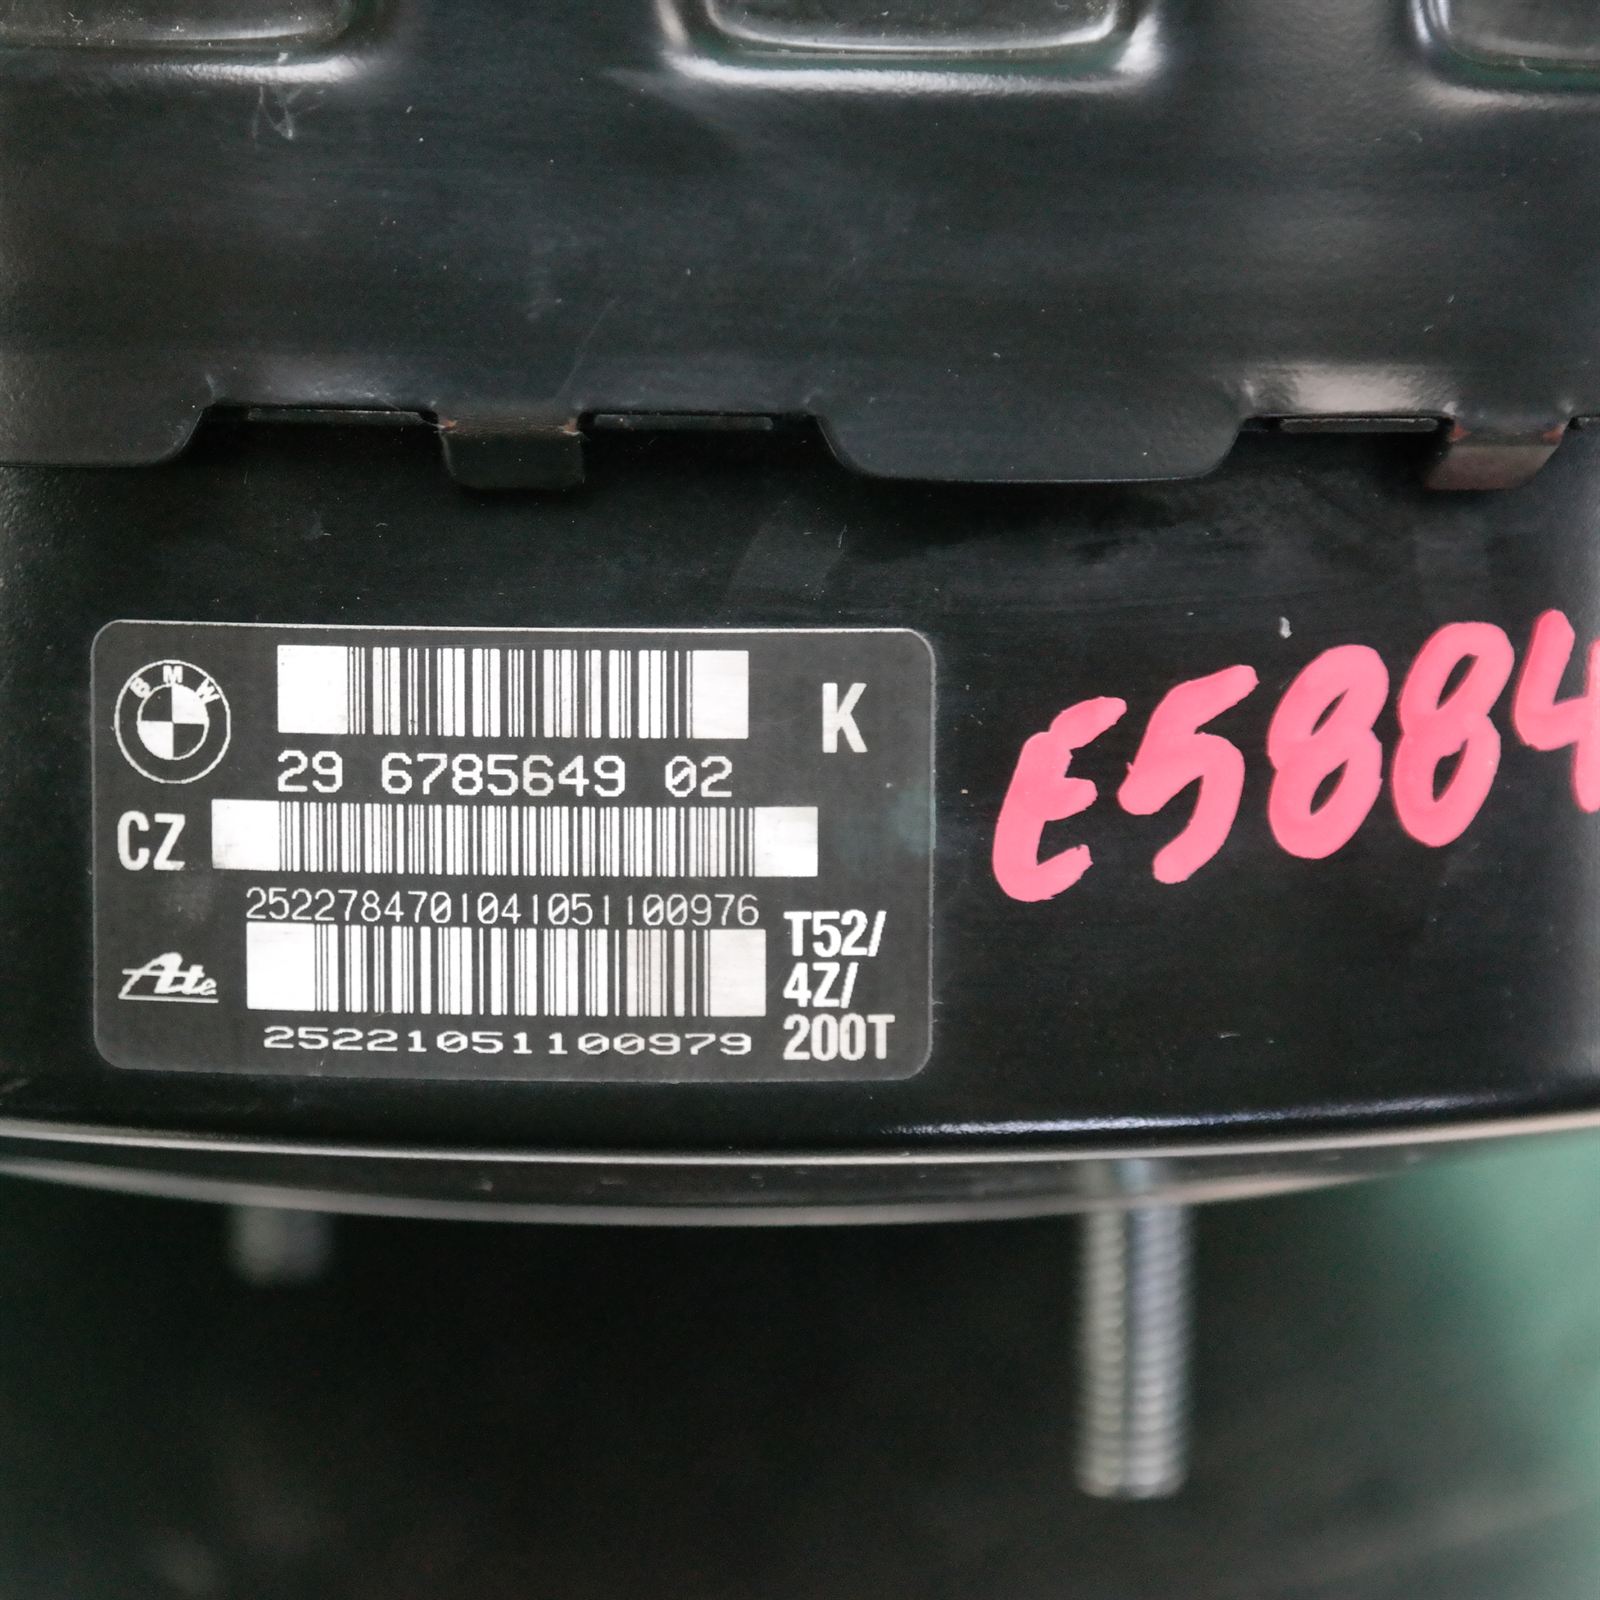 BMW
K
29 6785649 02
CZ
2522784701041051100976
Ate
T52/
4Z/
200T
25221051100979
E5884